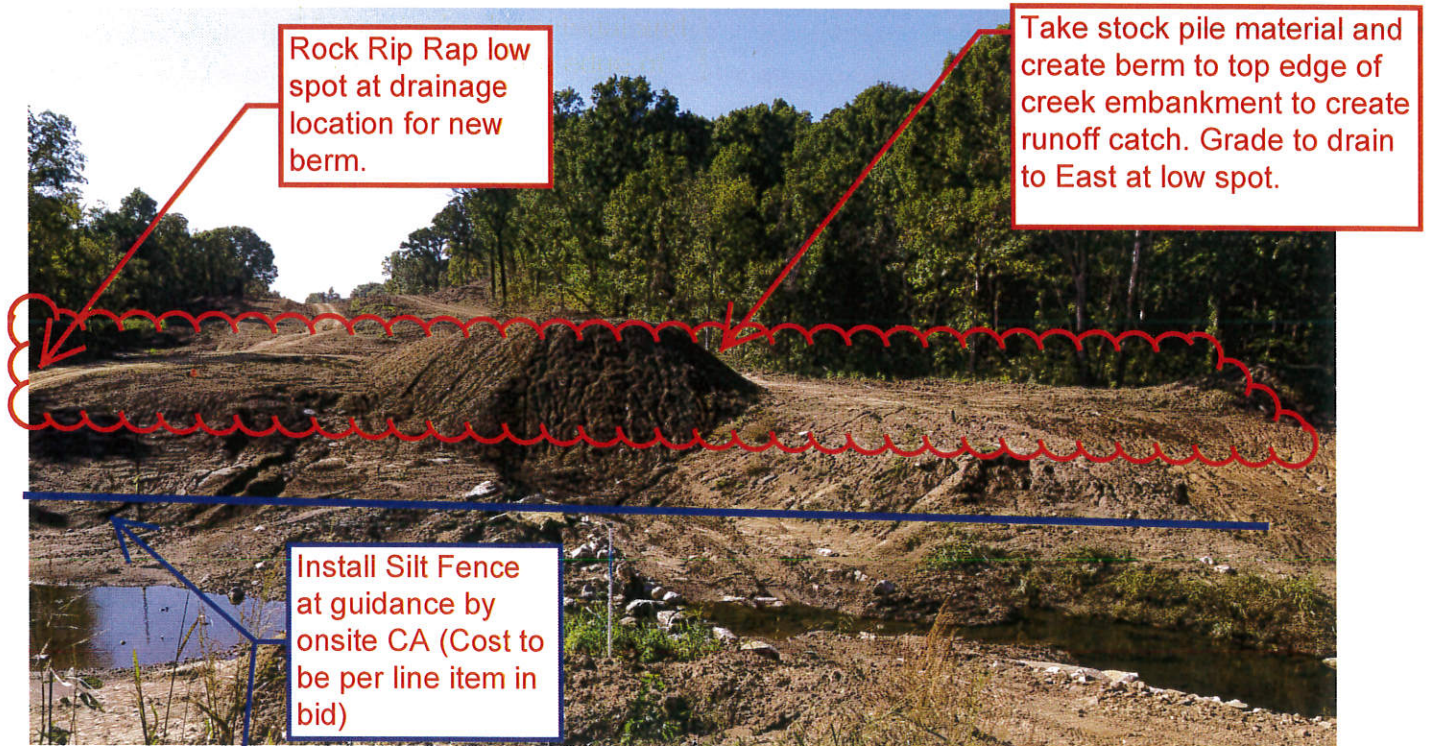 Rock Rip Rap low
spot at drainage
location for new
berm.
Take stock pile material and
create berm to top edge of
creek embankment to create
runoff catch. Grade to drain
to East at low spot.
Install Silt Fence
at guidance by
onsite CA (Cost to
be per line item in
bid)